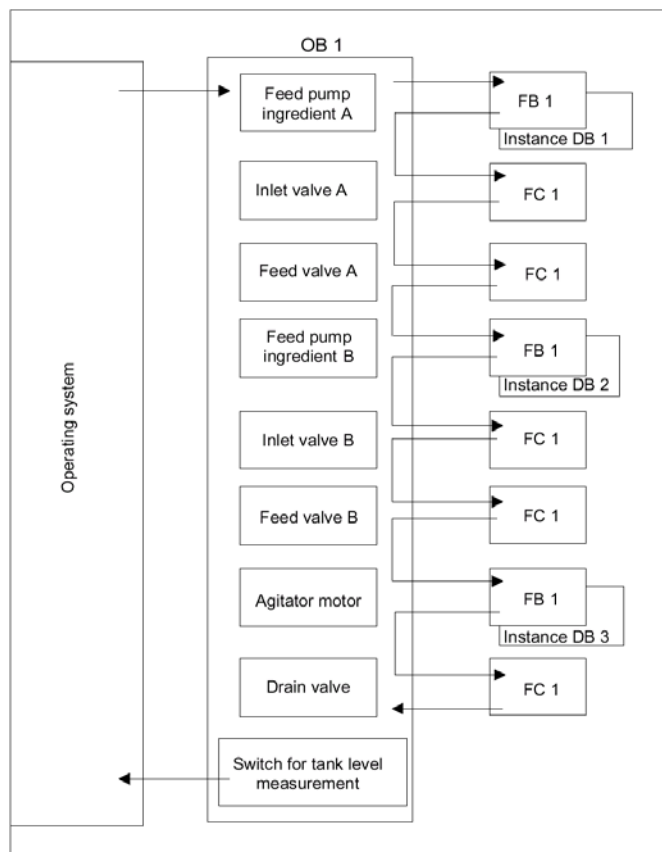 OB 1
Operating system
Feed pump
ingredient A
FB 1
Instance DB 1
Inlet valve A
FC 1
Feed valve A
FC 1
Feed pump
ingredient B
FB 1
Instance DB 2
Inlet valve B
FC 1
Feed valve B
FC 1
Agitator motor
FB 1
Instance DB 3
Drain valve
FC 1
Switch for tank level
measurement